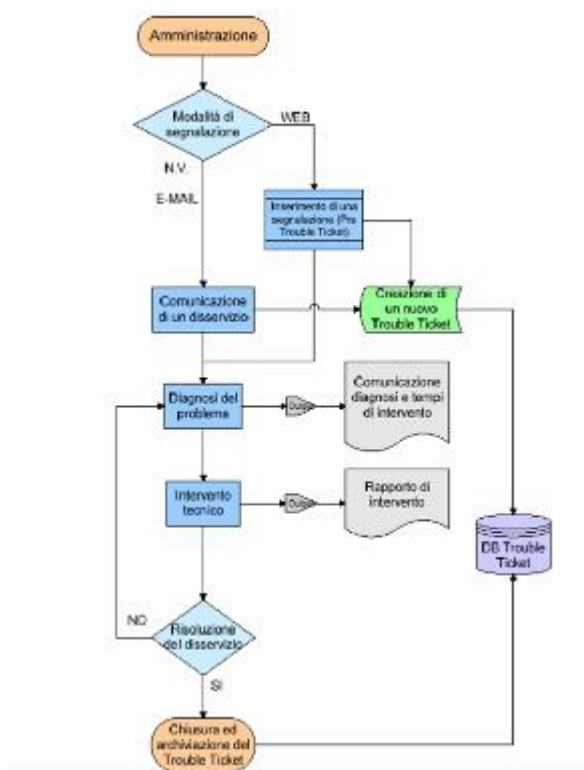 Amministrazione
Modalità di
segnalazione
WEB
N.V.
E-MAIL
Inserimento di una
segnalazione (Pre
Trouble Ticket)
Comunicazione
di un disservizio
Creazione di
un nuovo
Trouble Ticket
Diagnosi del
problema
Output
Comunicazione
diagnosi e tempi
di intervento
Intervento
tecnico
Output
Rapporto di
intervento
DB Trouble
Ticket
NO
Risoluzione
del disservizio
SI
Chiusura ed
archiviazione del
Trouble Ticket